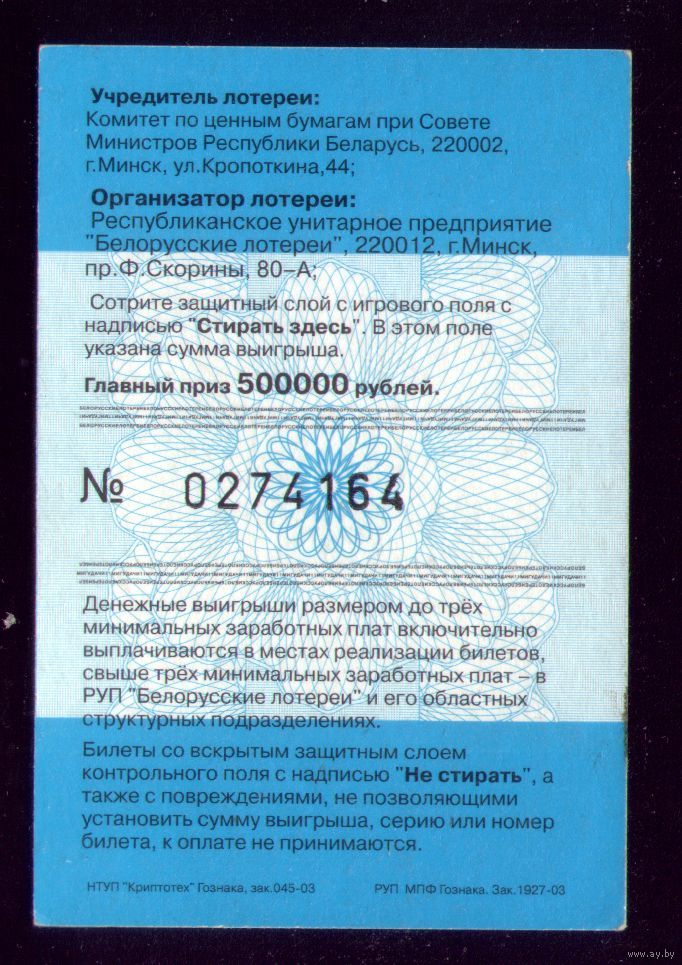 Учредитель лотереи:
Комитет по ценным бумагам при Совете
Министров Республики Беларусь, 220002,
г.Минск, ул.Кропоткина,44;
Организатор лотереи:
Республиканское унитарное предприятие
"Белорусские лотереи", 220012, г.Минск,
пр.Ф.Скорины, 80–А;
Сотрите защитный слой с игрового поля с
надписью "Стирать здесь". В этом поле
указана сумма выигрыша.
Главный приз 500000 рублей.
№ 0274164
Денежные выигрыши размером до трёх
минимальных заработных плат включительно
выплачиваются в местах реализации билетов,
свыше трёх минимальных заработных плат – в
РУП "Белорусские лотереи" и его областных
структурных подразделениях.
Билеты со вскрытым защитным слоем
контрольного поля с надписью "Не стирать", а
также с повреждениями, не позволяющими
установить сумму выигрыша, серию или номер
билета, к оплате не принимаются.
НТУП "Криптотех" Гознака, зак.045-03 РУП МПФ Гознака. Зак.1927-03
www.ay.by